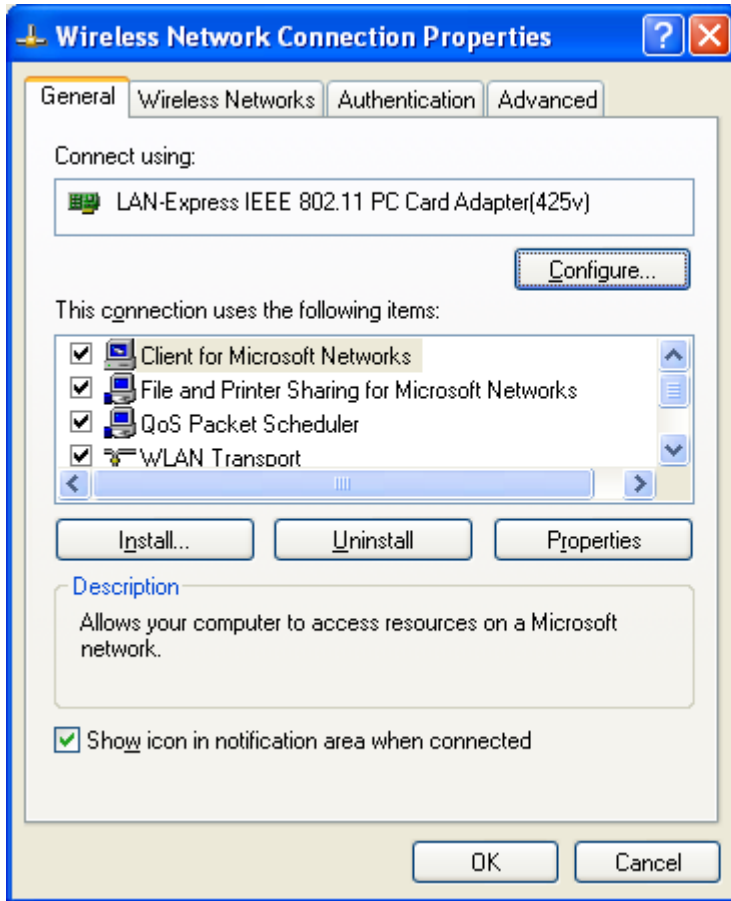 Wireless Network Connection Properties
General Wireless Networks Authentication Advanced
Connect using:
LAN-Express IEEE 802.11 PC Card Adapter(425v)
Configure...
This connection uses the following items:
Client for Microsoft Networks
File and Printer Sharing for Microsoft Networks
QoS Packet Scheduler
WLAN Transport
Install... Uninstall Properties
Description
Allows your computer to access resources on a Microsoft
network.
Show icon in notification area when connected
OK Cancel